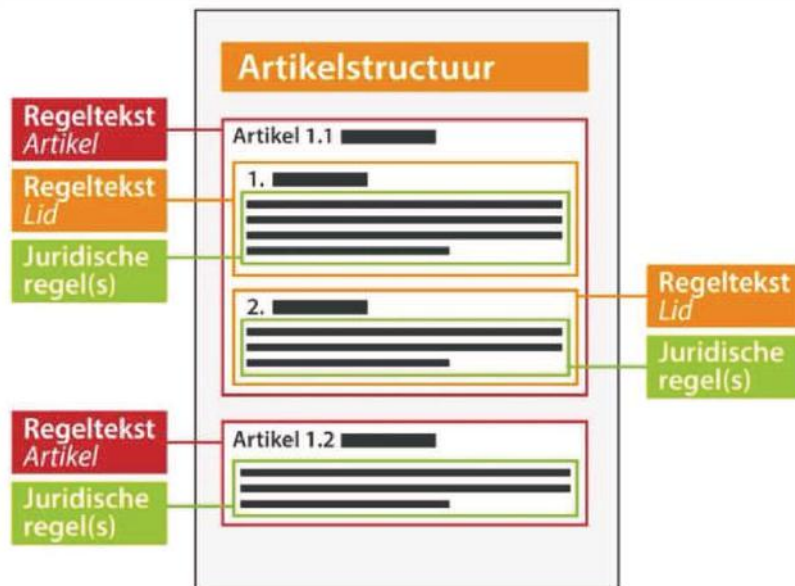 Artikelstructuur
Regeltekst
Artikel
Artikel 1.1
Regeltekst
Lid
1.
Juridische
regel(s)
2.
Regeltekst
Lid
Juridische
regel(s)
Regeltekst
Artikel
Artikel 1.2
Juridische
regel(s)